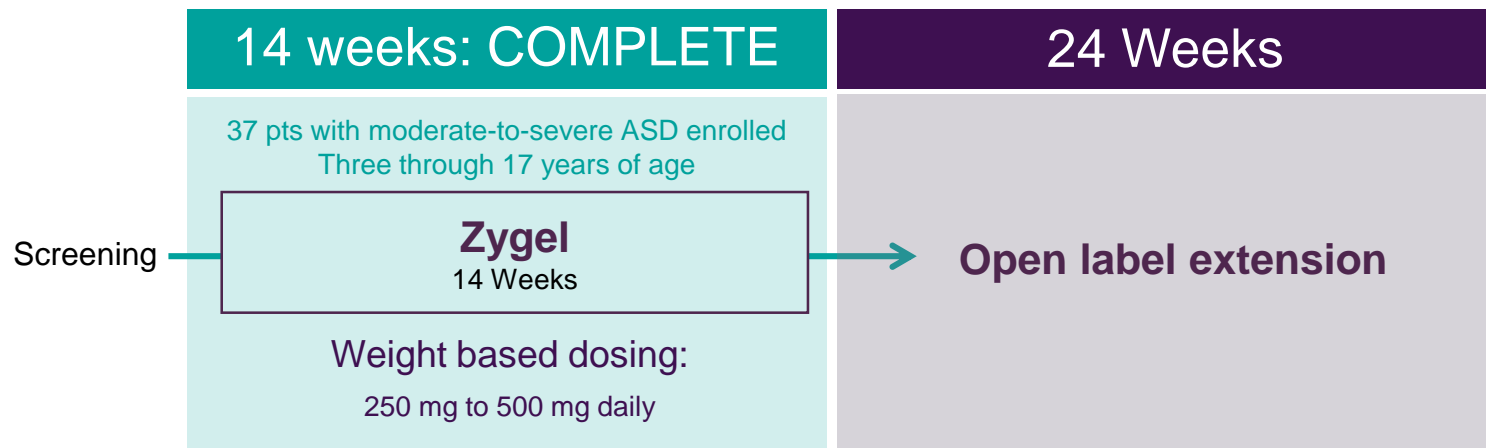 14 weeks: COMPLETE
24 Weeks
37 pts with moderate-to-severe ASD enrolled
Three through 17 years of age
Screening
Zygel
14 Weeks
Open label extension
Weight based dosing:
250 mg to 500 mg daily